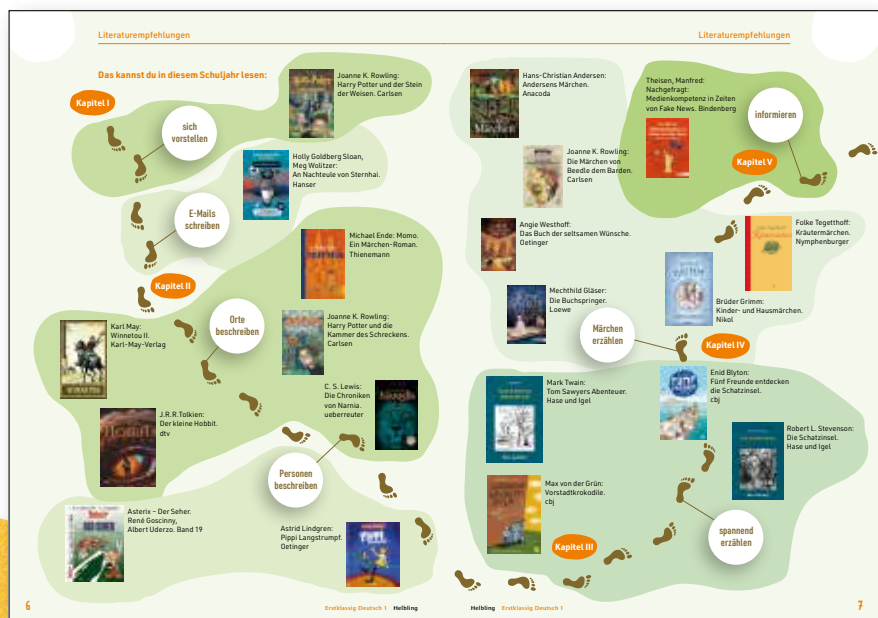 Literaturempfehlungen
Das kannst du in diesem Schuljahr lesen:
Kapitel I
sich
vorstellen
Joanne K. Rowling:
Harry Potter und der Stein
der Weisen. Carlsen
Holly Goldberg Sloan,
Meg Wolitzer:
An Nachteule von Sternhai.
Hanser
E-Mails
schreiben
Michael Ende: Momo.
Ein Märchen-Roman.
Thienemann
Kapitel II
Orte
beschreiben
Karl May:
Winnetou II.
Karl-May-Verlag
WINNETOU
Joanne K. Rowling:
Harry Potter und die
Kammer des Schreckens.
Carlsen
C. S. Lewis:
Die Chroniken
von Narnia.
ueberreuter
Narnia
J.R.R.Tolkien:
Der kleine Hobbit.
dtv
Hobbit
Personen
beschreiben
Asterix – Der Seher.
René Goscinny,
Albert Uderzo. Band 19
Astrid Lindgren:
Pippi Langstrumpf.
Oetinger
6
Erstklassig Deutsch 1 Helbling
Literaturempfehlungen
Hans-Christian Andersen:
Andersens Märchen.
Anacoda
Theisen, Manfred:
Nachgefragt:
Medienkompetenz in Zeiten
von Fake News. Bindenberg
informieren
Kapitel V
Joanne K. Rowling:
Die Märchen von
Beedle dem Barden.
Carlsen
Angie Westhoff:
Das Buch der seltsamen Wünsche.
Oetinger
Folke Tegetthoff:
Kräutermärchen.
Nymphenburger
Mechthild Gläser:
Die Buchspringer.
Loewe
Brüder Grimm:
Kinder- und Hausmärchen.
Nikol
Märchen
erzählen
Kapitel IV
Mark Twain:
Tom Sawyers Abenteuer.
Hase und Igel
Enid Blyton:
Fünf Freunde entdecken
die Schatzinsel.
cbj
Robert L. Stevenson:
Die Schatzinsel.
Hase und Igel
Max von der Grün:
Vorstadtkrokodile.
cbj
spannend
erzählen
Kapitel III
Helbling Erstklassig Deutsch 1
7